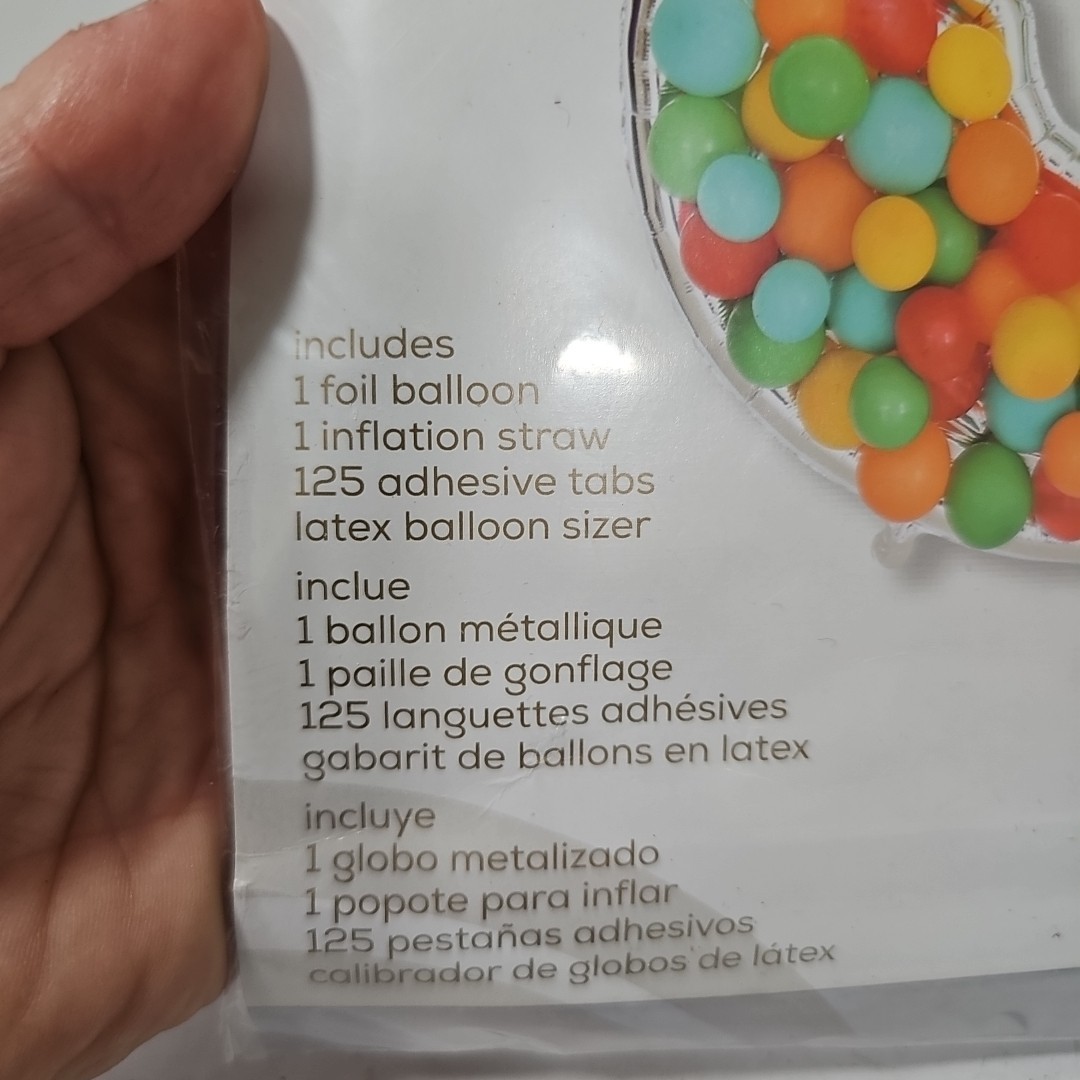 includes
1 foil balloon
1 inflation straw
125 adhesive tabs
latex balloon sizer
inclue
1 ballon métallique
1 paille de gonflage
125 languettes adhésives
gabarit de ballons en latex
incluye
1 globo metalizado
1 popote para inflar
125 pestañas adhesivos
calibrador de globos de látex